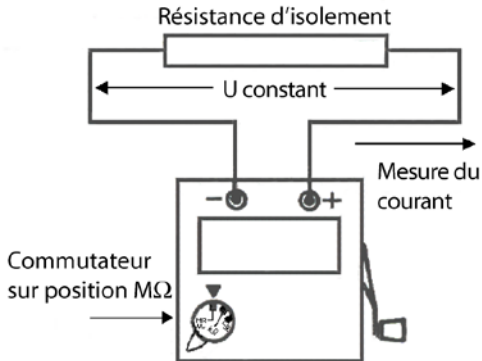 Résistance d’isolement
U constant
Mesure du
courant
− +
Commutateur
sur position MΩ